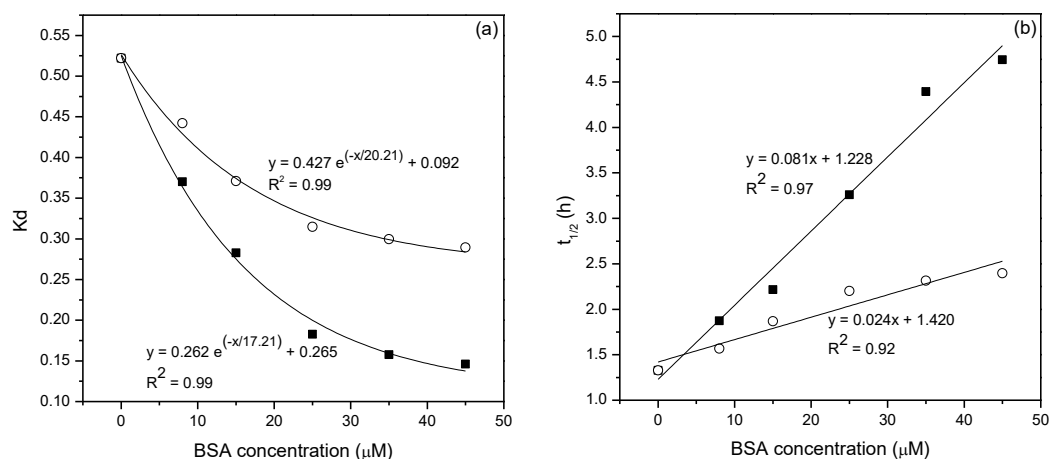 (a)
0.55
0.50
0.45
0.40
0.35
0.30
0.25
0.20
0.15
0.10
Kd
y = 0.427 e^(-x/20.21) + 0.092
R² = 0.99
y = 0.262 e^(-x/17.21) + 0.265
R² = 0.99
0 10 20 30 40 50
BSA concentration (μM)
(b)
5.0
4.5
4.0
3.5
3.0
2.5
2.0
1.5
1.0
t1/2 (h)
y = 0.081x + 1.228
R² = 0.97
y = 0.024x + 1.420
R² = 0.92
0 10 20 30 40 50
BSA concentration (μM)